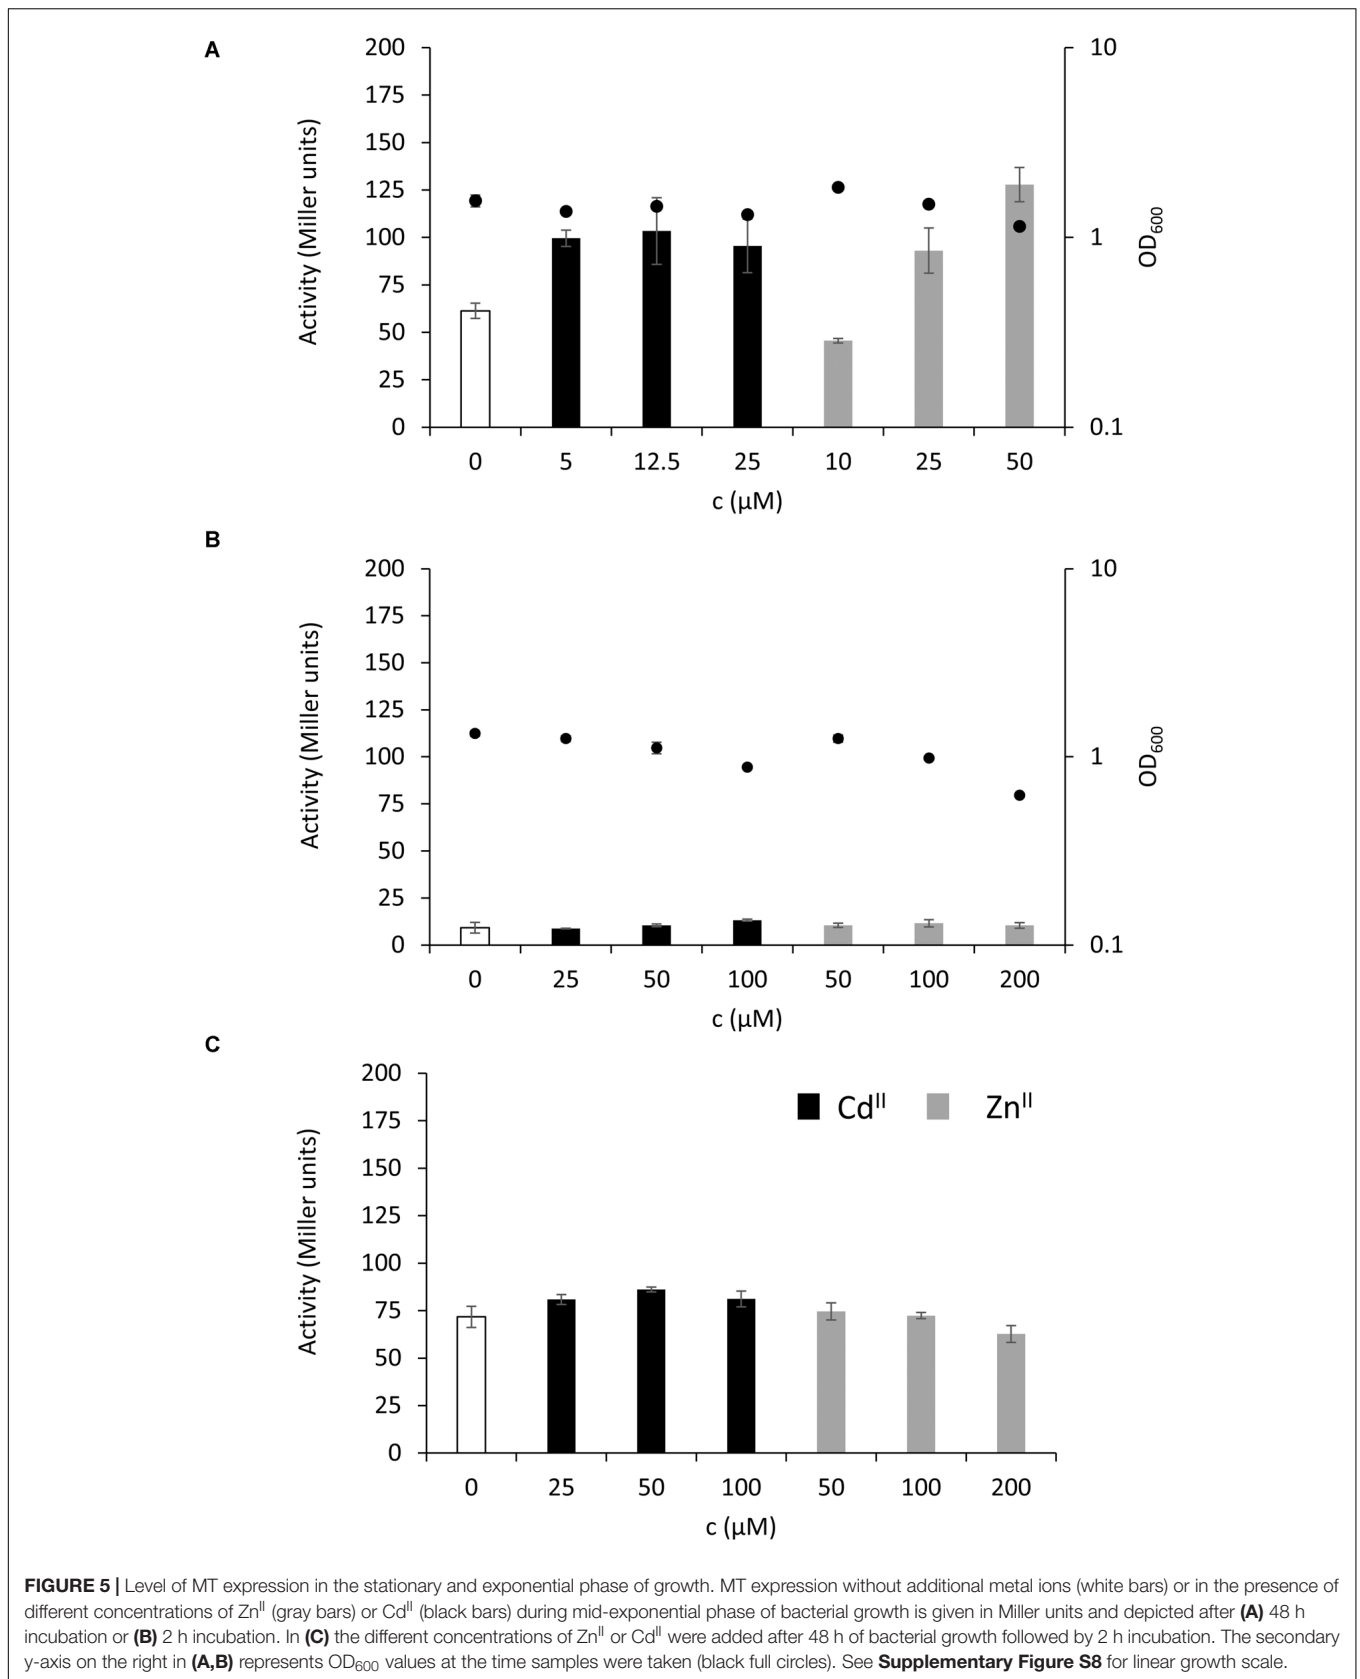 A
200
175
150
125
100
75
50
25
0
Activity (Miller units)
10
1
0.1
OD600
0 5 12.5 25 10 25 50
c (µM)
B
200
175
150
125
100
75
50
25
0
Activity (Miller units)
10
1
0.1
OD600
0 25 50 100 50 100 200
c (µM)
C
200
175
150
125
100
75
50
25
0
Activity (Miller units)
CdII ZnII
0 25 50 100 50 100 200
c (µM)
FIGURE 5 | Level of MT expression in the stationary and exponential phase of growth. MT expression without additional metal ions (white bars) or in the presence of
different concentrations of ZnII (gray bars) or CdII (black bars) during mid-exponential phase of bacterial growth is given in Miller units and depicted after (A) 48 h
incubation or (B) 2 h incubation. In (C) the different concentrations of ZnII or CdII were added after 48 h of bacterial growth followed by 2 h incubation. The secondary
y-axis on the right in (A,B) represents OD600 values at the time samples were taken (black full circles). See Supplementary Figure S8 for linear growth scale.